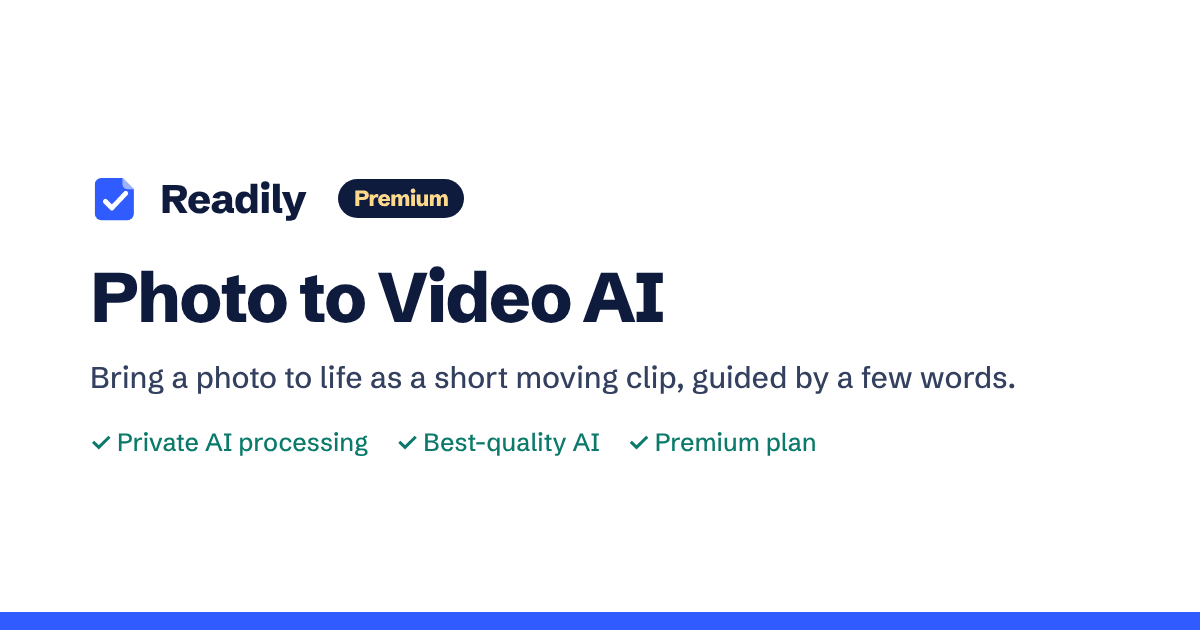 Readily Premium
Photo to Video AI
Bring a photo to life as a short moving clip, guided by a few words.
✓ Private AI processing ✓ Best-quality AI ✓ Premium plan